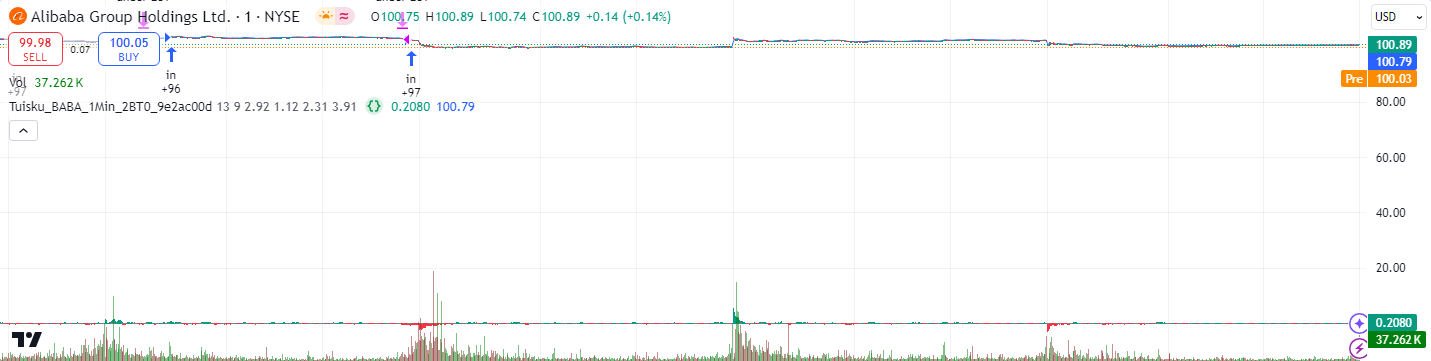 Alibaba Group Holdings Ltd. · 1 · NYSE O100.75 H100.89 L100.74 C100.89 +0.14 (+0.14%)
USD
99.98 SELL
0.07
100.05 BUY
100.89
100.79
Pre 100.03
Vol 37.262 K
+97
in
+96
in
+97
Tuisku_BABA_1Min_2BT0_9e2ac00d 13 9 2.92 1.12 2.31 3.91 {} 0.2080 100.79
80.00
60.00
40.00
20.00
0.2080
37.262 K